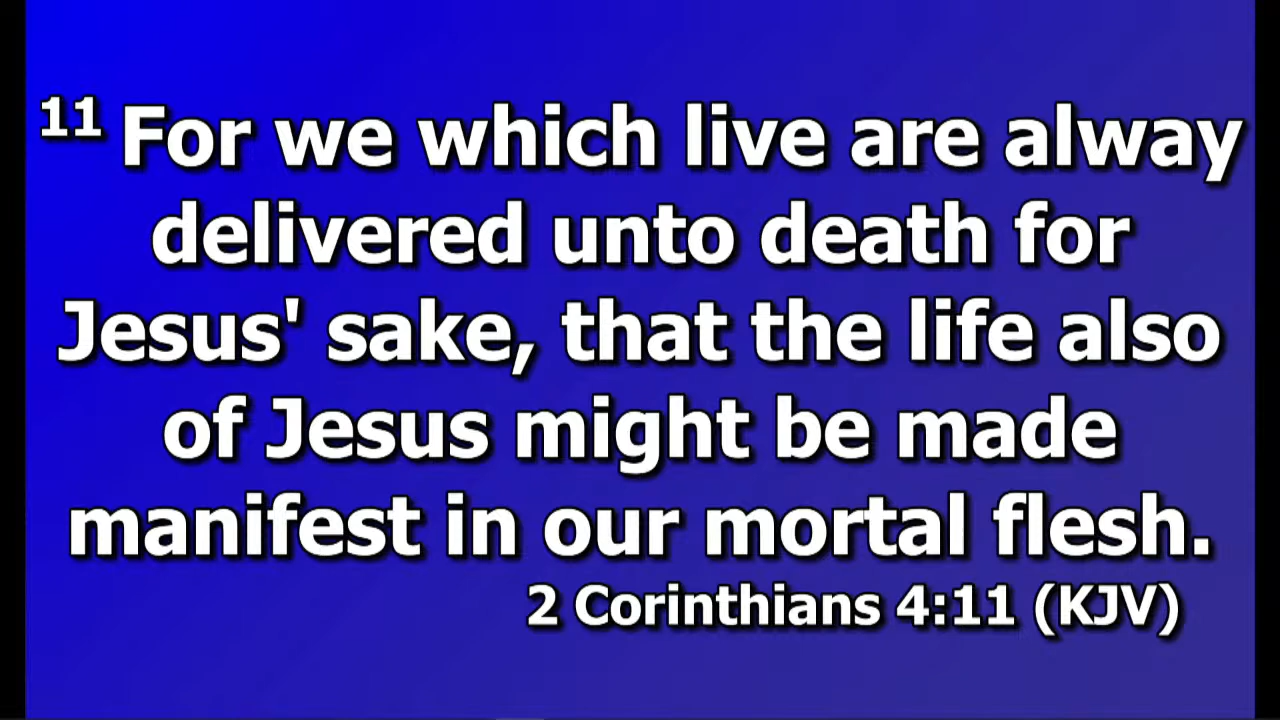 11 For we which live are alway
delivered unto death for
Jesus' sake, that the life also
of Jesus might be made
manifest in our mortal flesh.
2 Corinthians 4:11 (KJV)